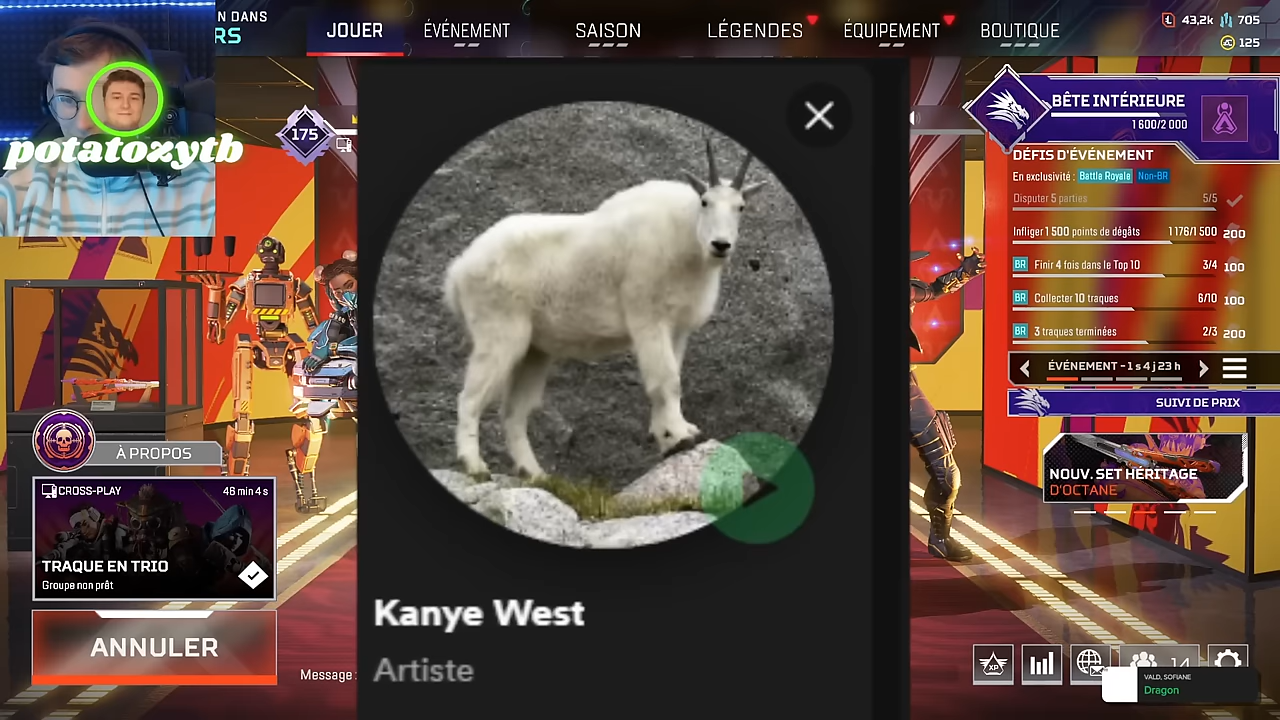 N DANS
RS
JOUER
ÉVÉNEMENT
SAISON
LÉGENDES
ÉQUIPEMENT
BOUTIQUE
43,2k
705
125
potatozytb
175
BÊTE INTÉRIEURE
1 600/2 000
DÉFIS D'ÉVÉNEMENT
En exclusivité : Battle Royale Non-BR
Disputer 5 parties 5/5
Infliger 1 500 points de dégâts 1 176/1 500 200
BR Finir 4 fois dans le Top 10 3/4 100
BR Collecter 10 traques 6/10 100
BR 3 traques terminées 2/3 200
ÉVÉNEMENT - 1 s 4 j 23 h
SUIVI DE PRIX
NOUV. SET HÉRITAGE
D'OCTANE
À PROPOS
CROSS-PLAY 46 min 4 s
TRAQUE EN TRIO
Groupe non prêt
ANNULER
Message :
Kanye West
Artiste
XP
14
VALD, SOFIANE
Dragon